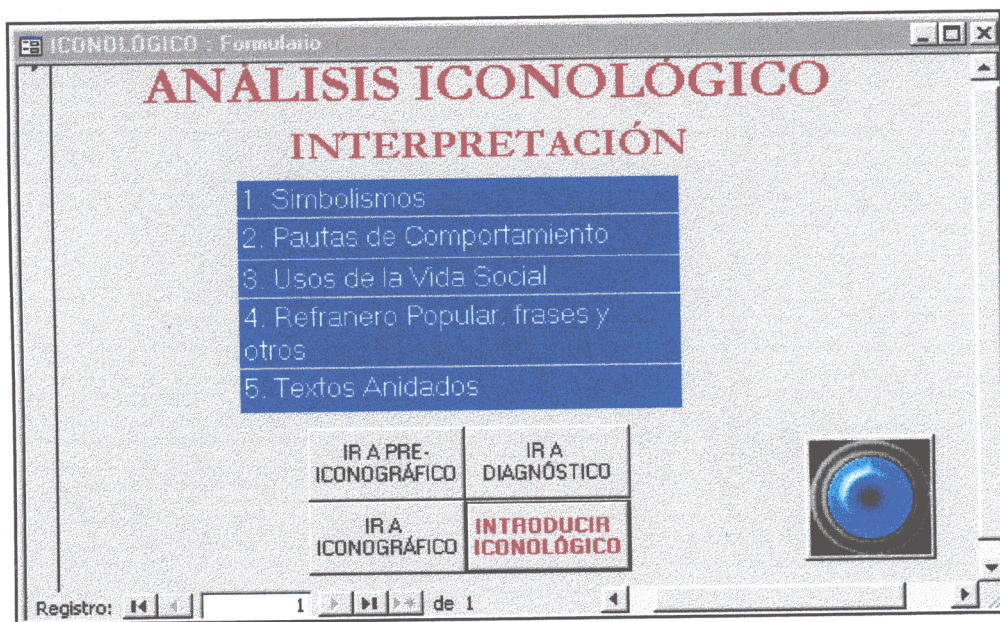 ICONOLÓGICO : Formulario
ANÁLISIS ICONOLÓGICO
INTERPRETACIÓN
1. Simbolismos
2. Pautas de Comportamiento
3. Usos de la Vida Social
4. Refranero Popular, frases y
otros
5. Textos Anidados
IR A PRE-
ICONOGRÁFICO
IR A
DIAGNÓSTICO
IR A
ICONOGRÁFICO
INTRODUCIR
ICONOLÓGICO
Registro: 1 de 1